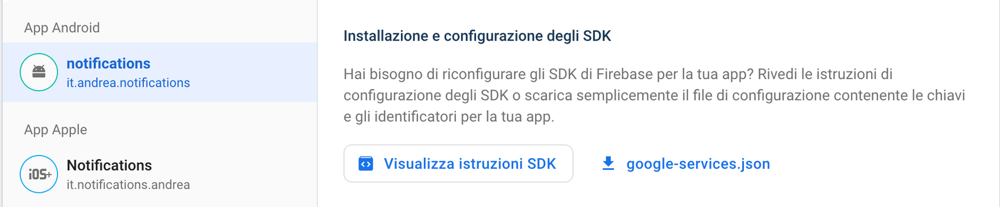 App Android
notifications
it.andrea.notifications
App Apple
iOS+
Notifications
it.notifications.andrea
Installazione e configurazione degli SDK
Hai bisogno di riconfigurare gli SDK di Firebase per la tua app? Rivedi le istruzioni di
configurazione degli SDK o scarica semplicemente il file di configurazione contenente le chiavi
e gli identificatori per la tua app.
Visualizza istruzioni SDK
google-services.json